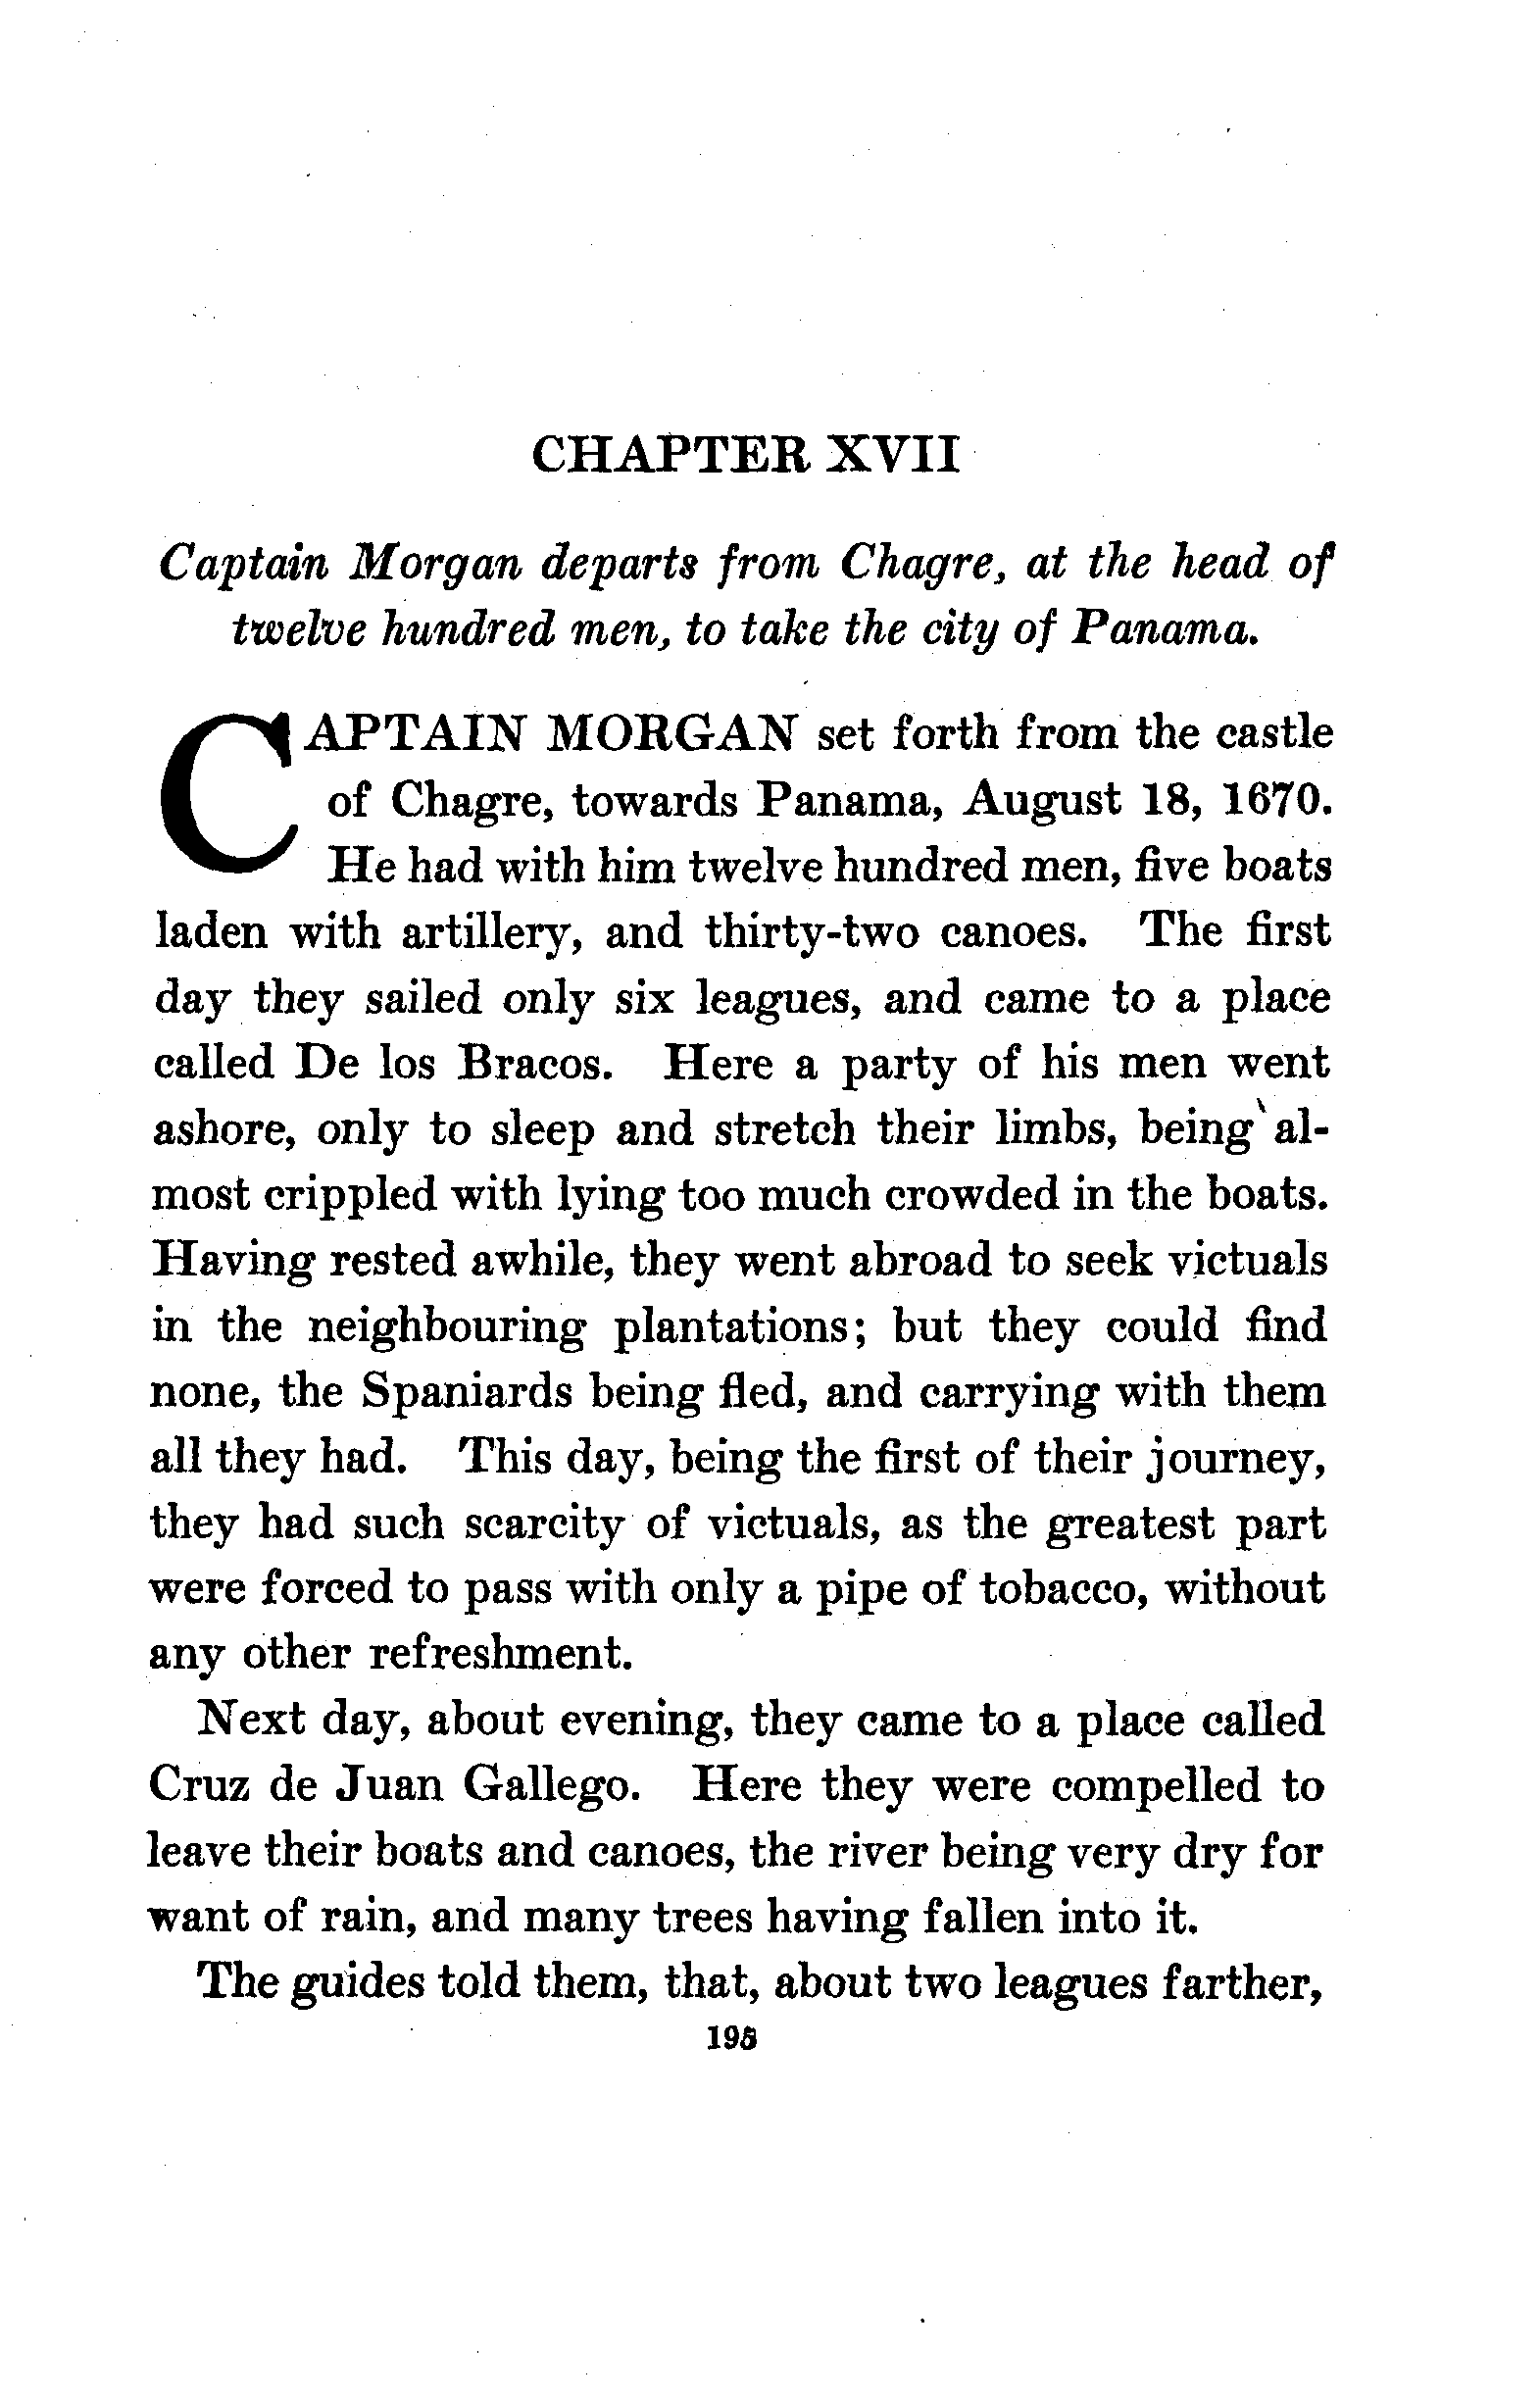 CHAPTER XVII
Captain Morgan departs from Chagre, at the head of
twelve hundred men, to take the city of Panama.
CAPTAIN MORGAN set forth from the castle
of Chagre, towards Panama, August 18, 1670.
He had with him twelve hundred men, five boats
laden with artillery, and thirty-two canoes. The first
day they sailed only six leagues, and came to a place
called De los Bracos. Here a party of his men went
ashore, only to sleep and stretch their limbs, being al-
most crippled with lying too much crowded in the boats.
Having rested awhile, they went abroad to seek victuals
in the neighbouring plantations; but they could find
none, the Spaniards being fled, and carrying with them
all they had. This day, being the first of their journey,
they had such scarcity of victuals, as the greatest part
were forced to pass with only a pipe of tobacco, without
any other refreshment.
Next day, about evening, they came to a place called
Cruz de Juan Gallego. Here they were compelled to
leave their boats and canoes, the river being very dry for
want of rain, and many trees having fallen into it.
The guides told them, that, about two leagues farther,